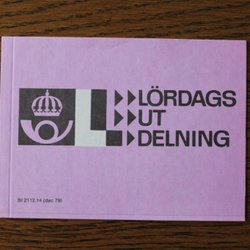 L LÖRDAGS
UT
DELNING
Bl 2112.14 (dec 79)